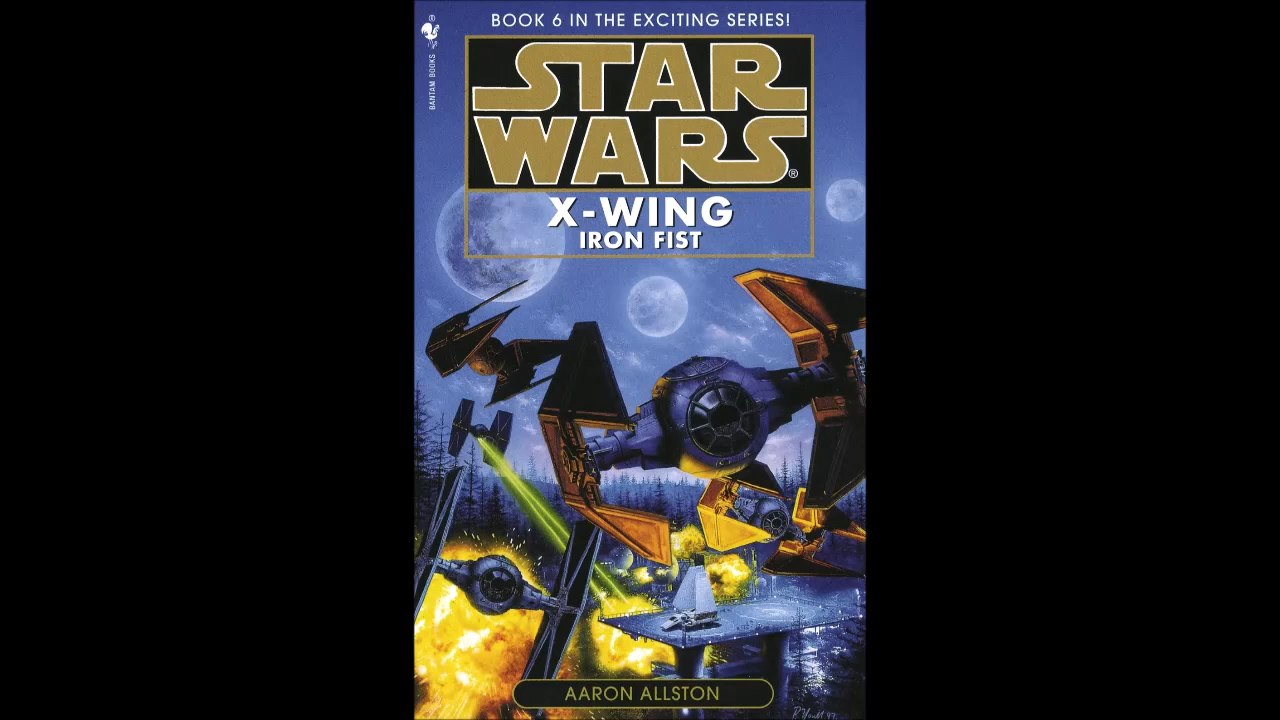 BOOK 6 IN THE EXCITING SERIES!
BANTAM BOOKS
STAR
WARS®
X-WING
IRON FIST
AARON ALLSTON